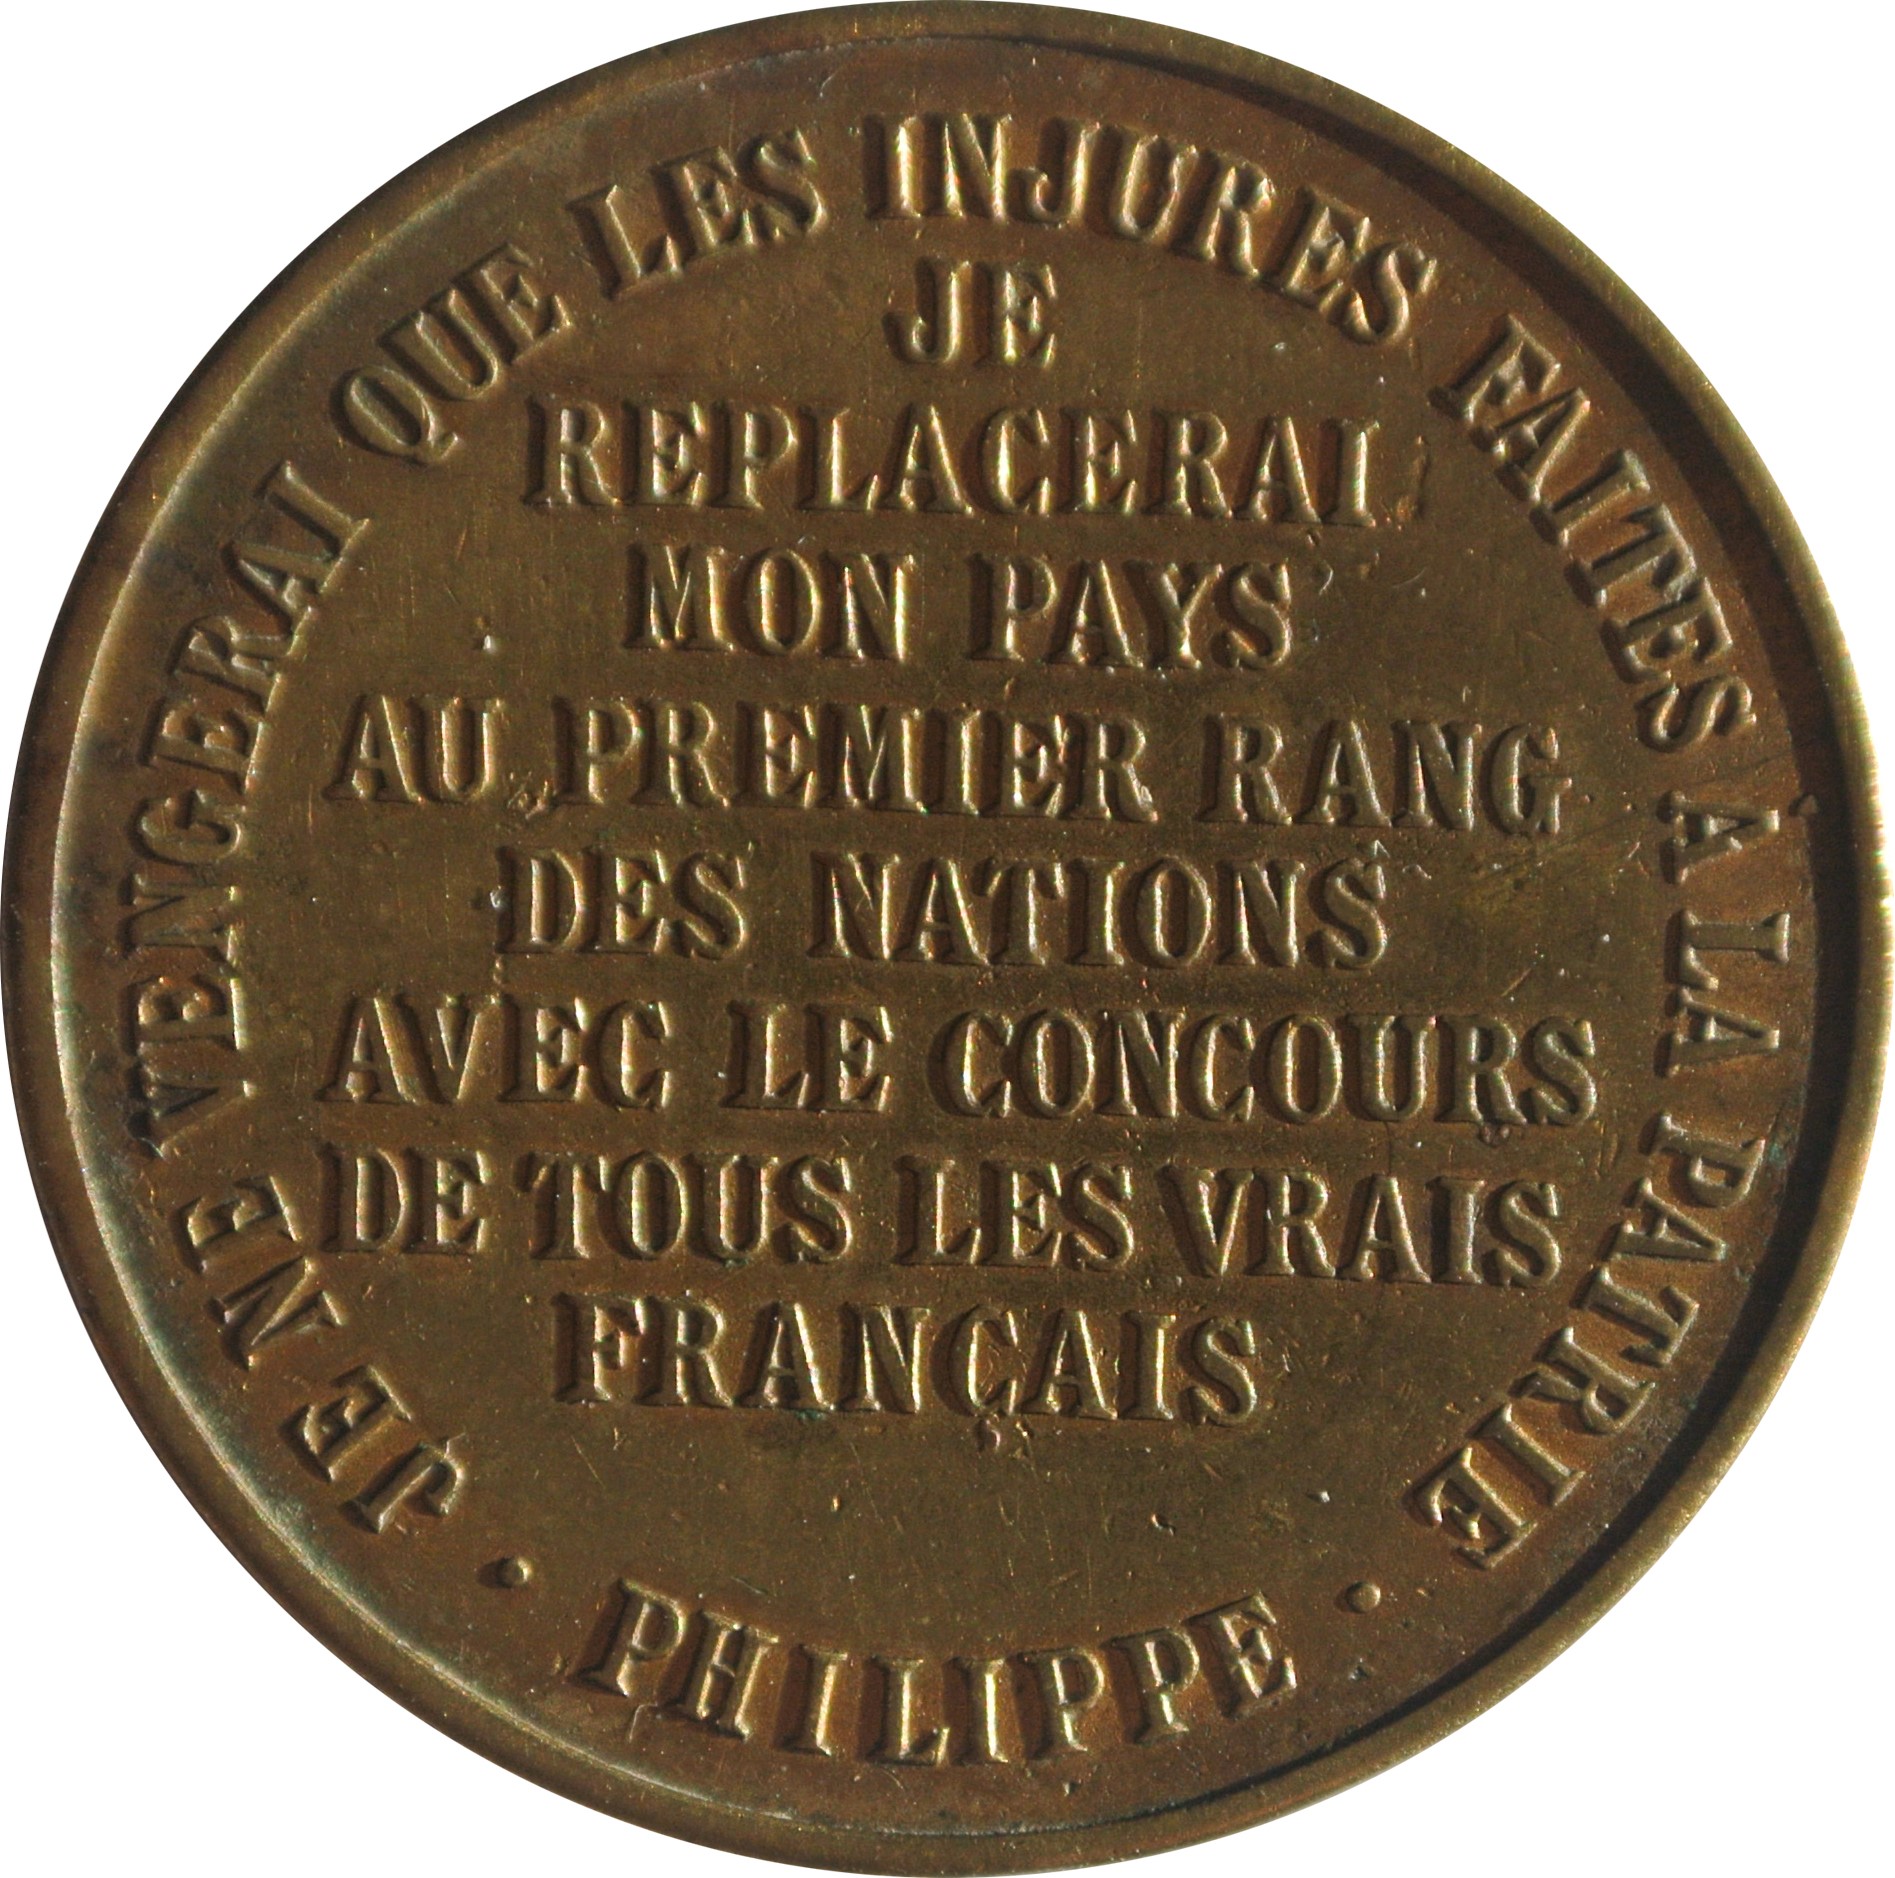 JE NE VENGERAI QUE LES INJURES FAITES À LA PATRIE
JE
REPLACERAI
MON PAYS
AU PREMIER RANG
DES NATIONS
AVEC LE CONCOURS
DE TOUS LES VRAIS
FRANÇAIS
· PHILIPPE ·